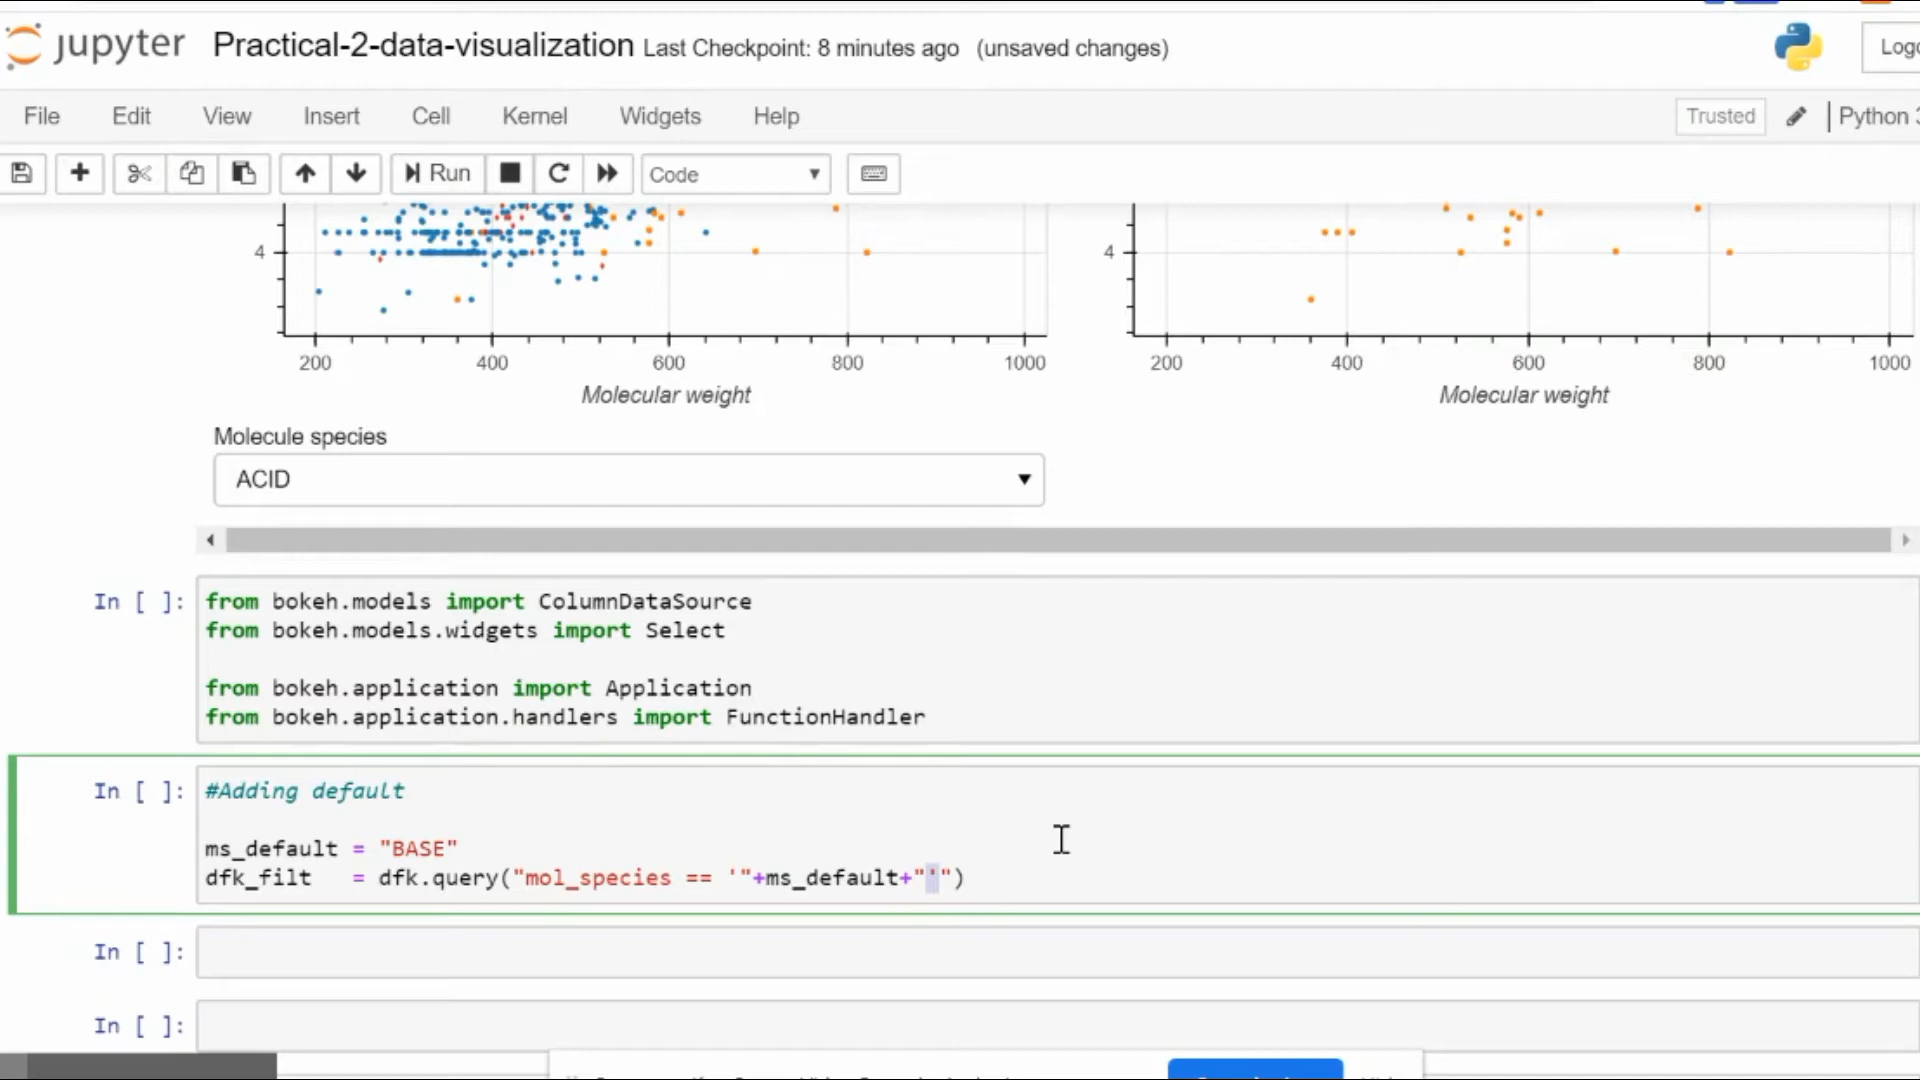 jupyter Practical-2-data-visualization Last Checkpoint: 8 minutes ago (unsaved changes)
File Edit View Insert Cell Kernel Widgets Help Trusted Python 3
Run Code
4 4
200 400 600 800 1000 200 400 600 800 1000
Molecular weight Molecular weight
Molecule species
ACID
In [ ]: from bokeh.models import ColumnDataSource
from bokeh.models.widgets import Select
from bokeh.application import Application
from bokeh.application.handlers import FunctionHandler
In [ ]: #Adding default
ms_default = "BASE"
dfk_filt = dfk.query("mol_species == '"+ms_default+"'")
In [ ]:
In [ ]: